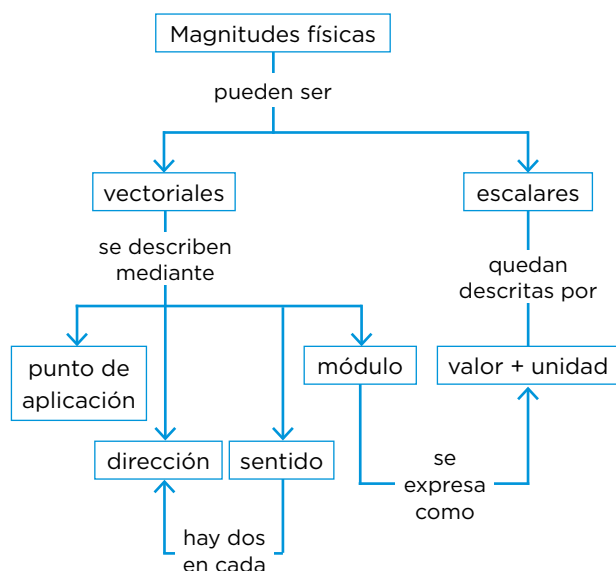 Magnitudes físicas
pueden ser
vectoriales
escalares
se describen
mediante
quedan
descritas por
punto de
aplicación
módulo
valor + unidad
dirección
sentido
se
expresa
como
hay dos
en cada